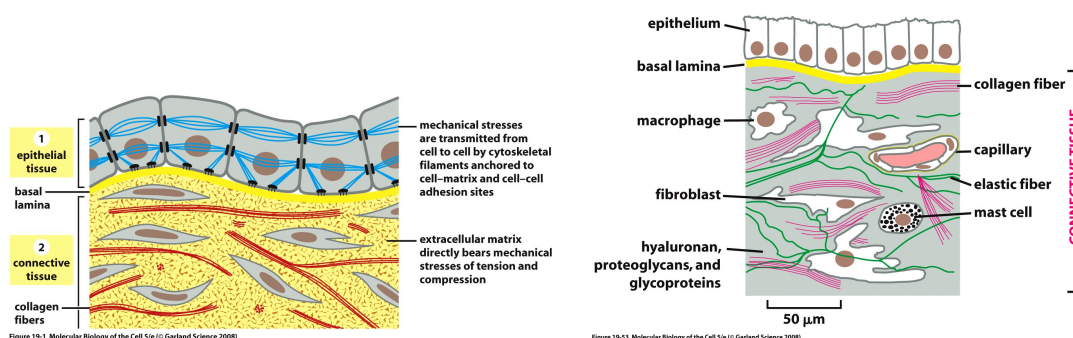 1
epithelial
tissue
basal
lamina
2
connective
tissue
collagen
fibers
mechanical stresses
are transmitted from
cell to cell by cytoskeletal
filaments anchored to
cell–matrix and cell–cell
adhesion sites
extracellular matrix
directly bears mechanical
stresses of tension and
compression
Figure 19-1 Molecular Biology of the Cell 5/e (© Garland Science 2008)
epithelium
basal lamina
macrophage
fibroblast
hyaluronan,
proteoglycans, and
glycoproteins
collagen fiber
capillary
elastic fiber
mast cell
CONNECTIVE TISSUE
50 μm
Figure 19-53 Molecular Biology of the Cell 5/e (© Garland Science 2008)